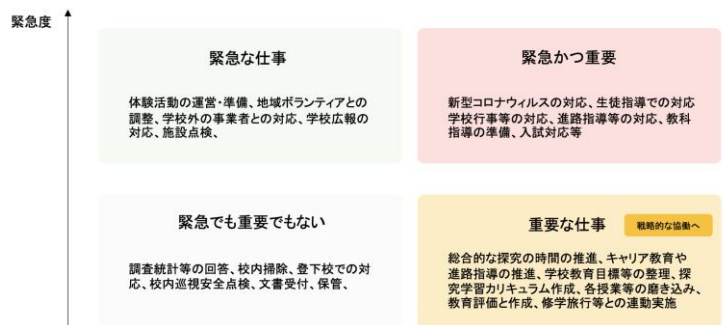 緊急度
緊急な仕事
体験活動の運営・準備、地域ボランティアとの
調整、学校外の事業者との対応、学校広報の
対応、施設点検、
緊急かつ重要
新型コロナウィルスの対応、生徒指導での対応
学校行事等の対応、進路指導等の対応、教科
指導の準備、入試対応等
緊急でも重要でもない
調査統計等の回答、校内掃除、登下校での対
応、校内巡視安全点検、文書受付、保管、
重要な仕事
戦略的な協働へ
総合的な探究の時間の推進、キャリア教育や
進路指導の推進、学校教育目標等の整理、探
究学習カリキュラム作成、各授業等の磨き込み、
教育評価と作成、修学旅行等との連動実施